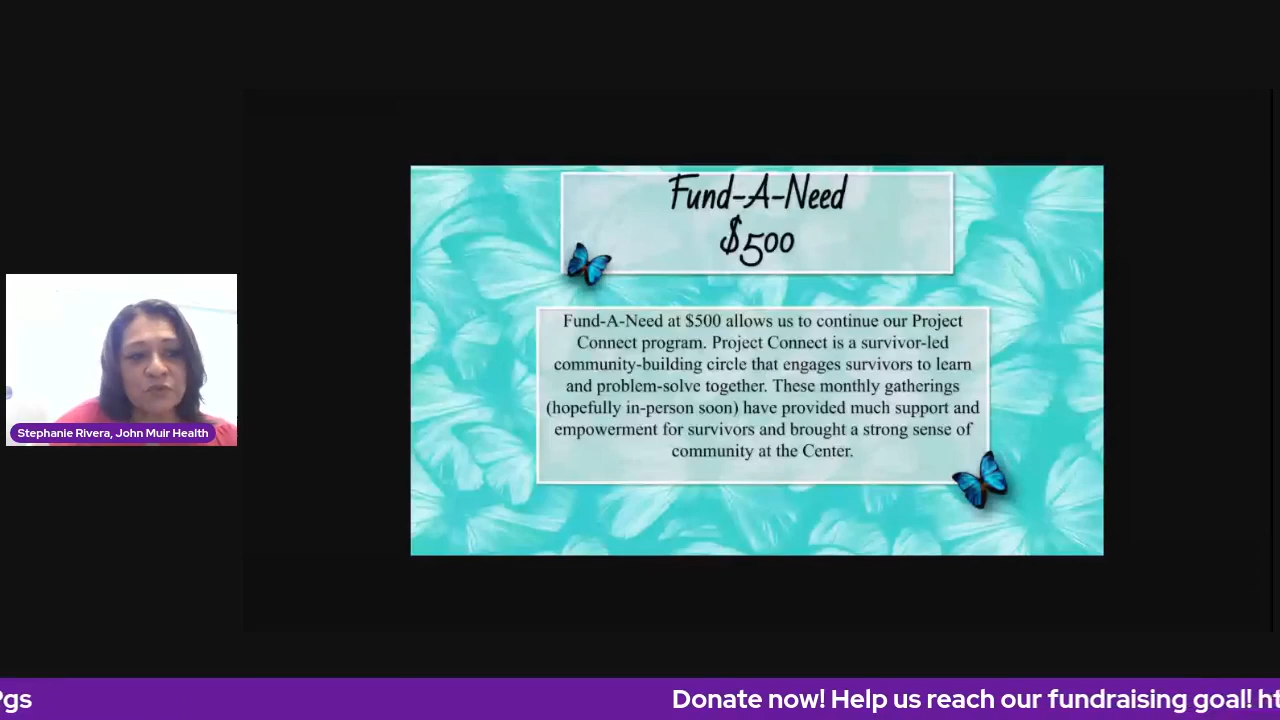 Fund-A-Need
$500
Fund-A-Need at $500 allows us to continue our Project
Connect program. Project Connect is a survivor-led
community-building circle that engages survivors to learn
and problem-solve together. These monthly gatherings
(hopefully in-person soon) have provided much support and
empowerment for survivors and brought a strong sense of
community at the Center.
Stephanie Rivera, John Muir Health
Donate now! Help us reach our fundraising goal!